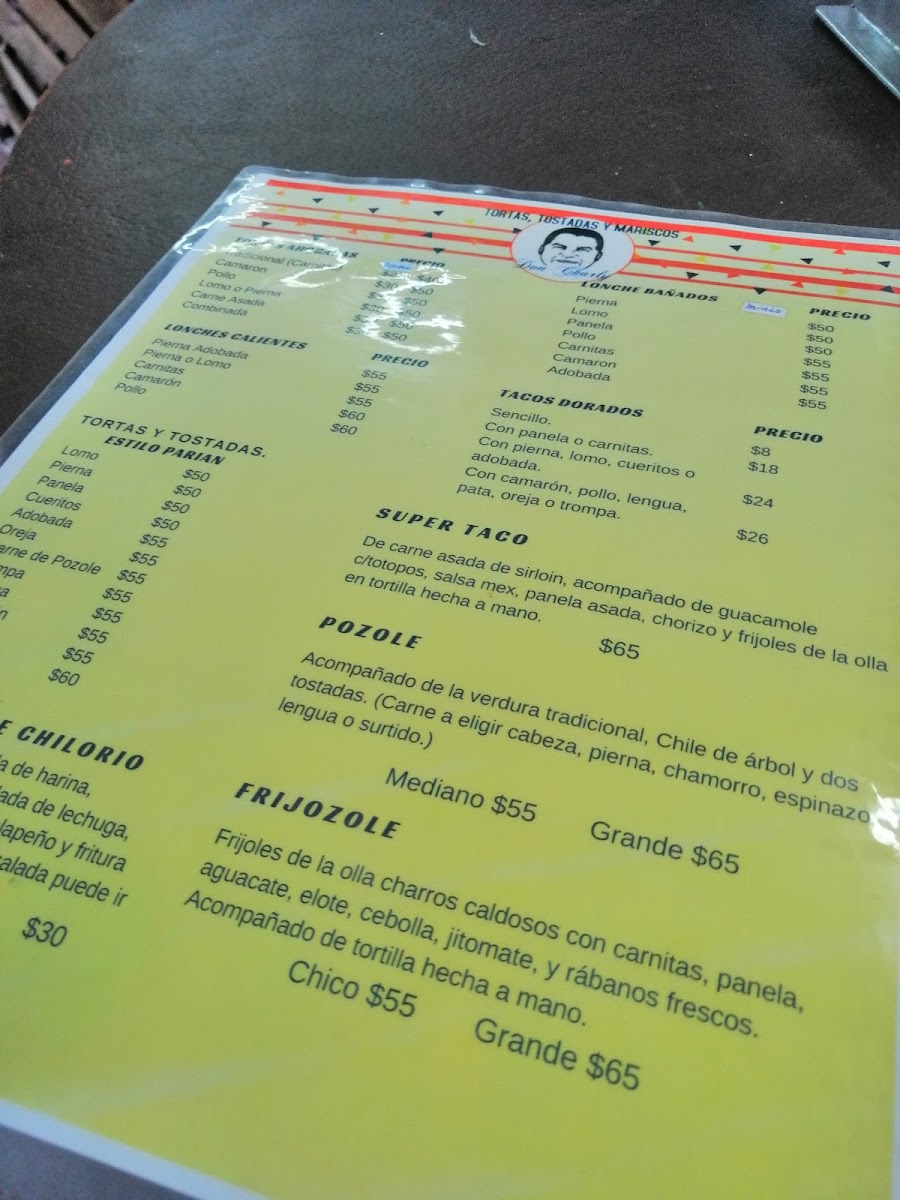 TORTAS, TOSTADAS Y MARISCOS
Don Charly
PRECIO
Tradicional
Camaron
Pollo
Lomo o Pierna
Carne Asada
Combinada
$50
$50
$50
$50
LONCHES CALIENTES PRECIO
Pierna Adobada $55
Pierna o Lomo $55
Carnitas $55
Camarón $60
Pollo $60
TORTAS Y TOSTADAS.
ESTILO PARIAN
Lomo $50
Pierna $50
Panela $50
Cueritos $50
Adobada $55
Oreja $55
arne de Pozole $55
$55
$55
$55
$55
$60
E CHILORIO
a de harina,
ada de lechuga,
lapeño y fritura
alada puede ir
$30
LONCHE BAÑADOS PRECIO
Pierna $50
Lomo $50
Panela $50
Pollo $55
Carnitas $55
Camaron $55
Adobada $55
TACOS DORADOS PRECIO
Sencillo. $8
Con panela o carnitas. $18
Con pierna, lomo, cueritos o
adobada. $24
Con camarón, pollo, lengua,
pata, oreja o trompa. $26
SUPER TACO
De carne asada de sirloin, acompañado de guacamole
c/totopos, salsa mex, panela asada, chorizo y frijoles de la olla
en tortilla hecha a mano. $65
POZOLE
Acompañado de la verdura tradicional, Chile de árbol y dos
tostadas. (Carne a eligir cabeza, pierna, chamorro, espinazo
lengua o surtido.)
Mediano $55 Grande $65
FRIJOZOLE
Frijoles de la olla charros caldosos con carnitas, panela,
aguacate, elote, cebolla, jitomate, y rábanos frescos.
Acompañado de tortilla hecha a mano.
Chico $55 Grande $65